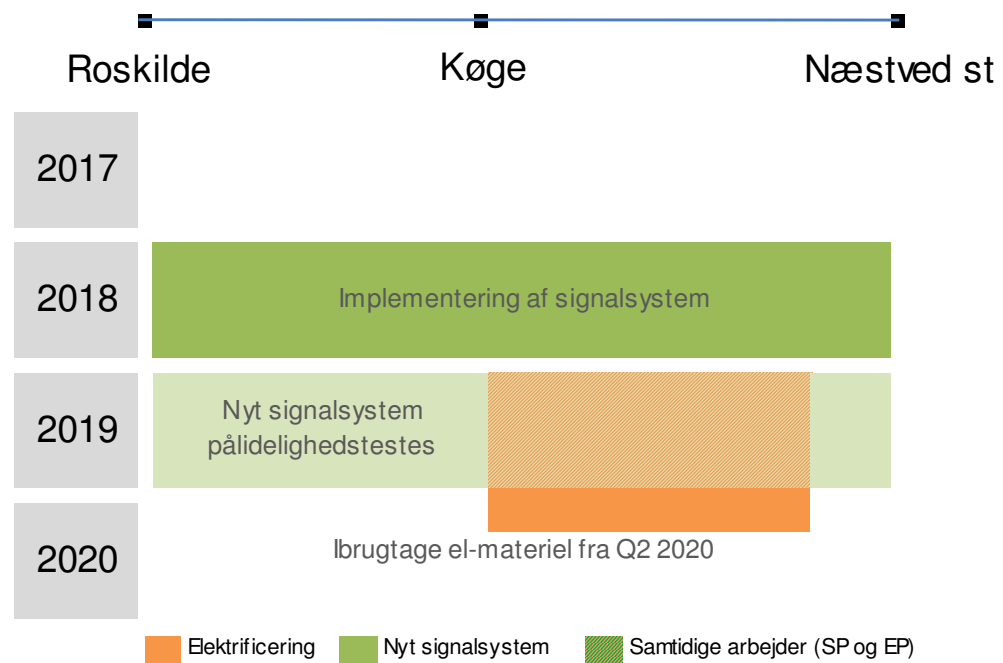 Roskilde
Køge
Næstved st
2017
2018
Implementering af signalsystem
2019
Nyt signalsystem
pålidelighedstestes
2020
Ibrugtage el-materiel fra Q2 2020
Elektrificering
Nyt signalsystem
Samtidige arbejder (SP og EP)